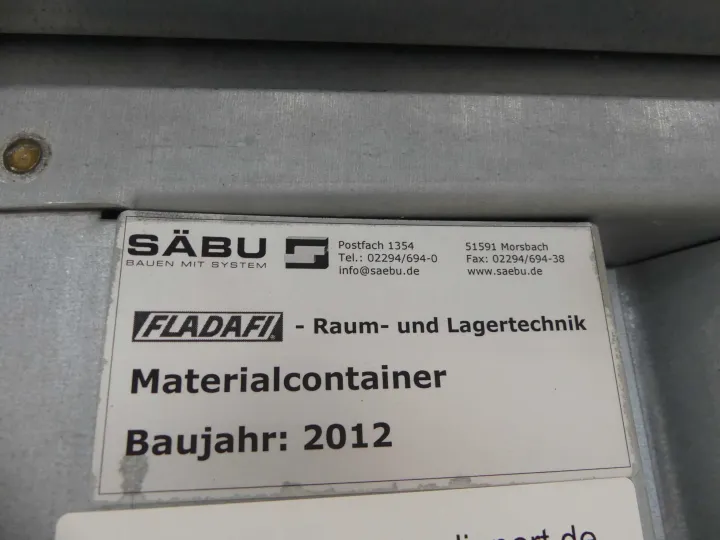 SÄBU
BAUEN MIT SYSTEM
Postfach 1354
Tel.: 02294/694-0
info@saebu.de
51591 Morsbach
Fax: 02294/694-38
www.saebu.de
FLADAFI® - Raum- und Lagertechnik
Materialcontainer
Baujahr: 2012